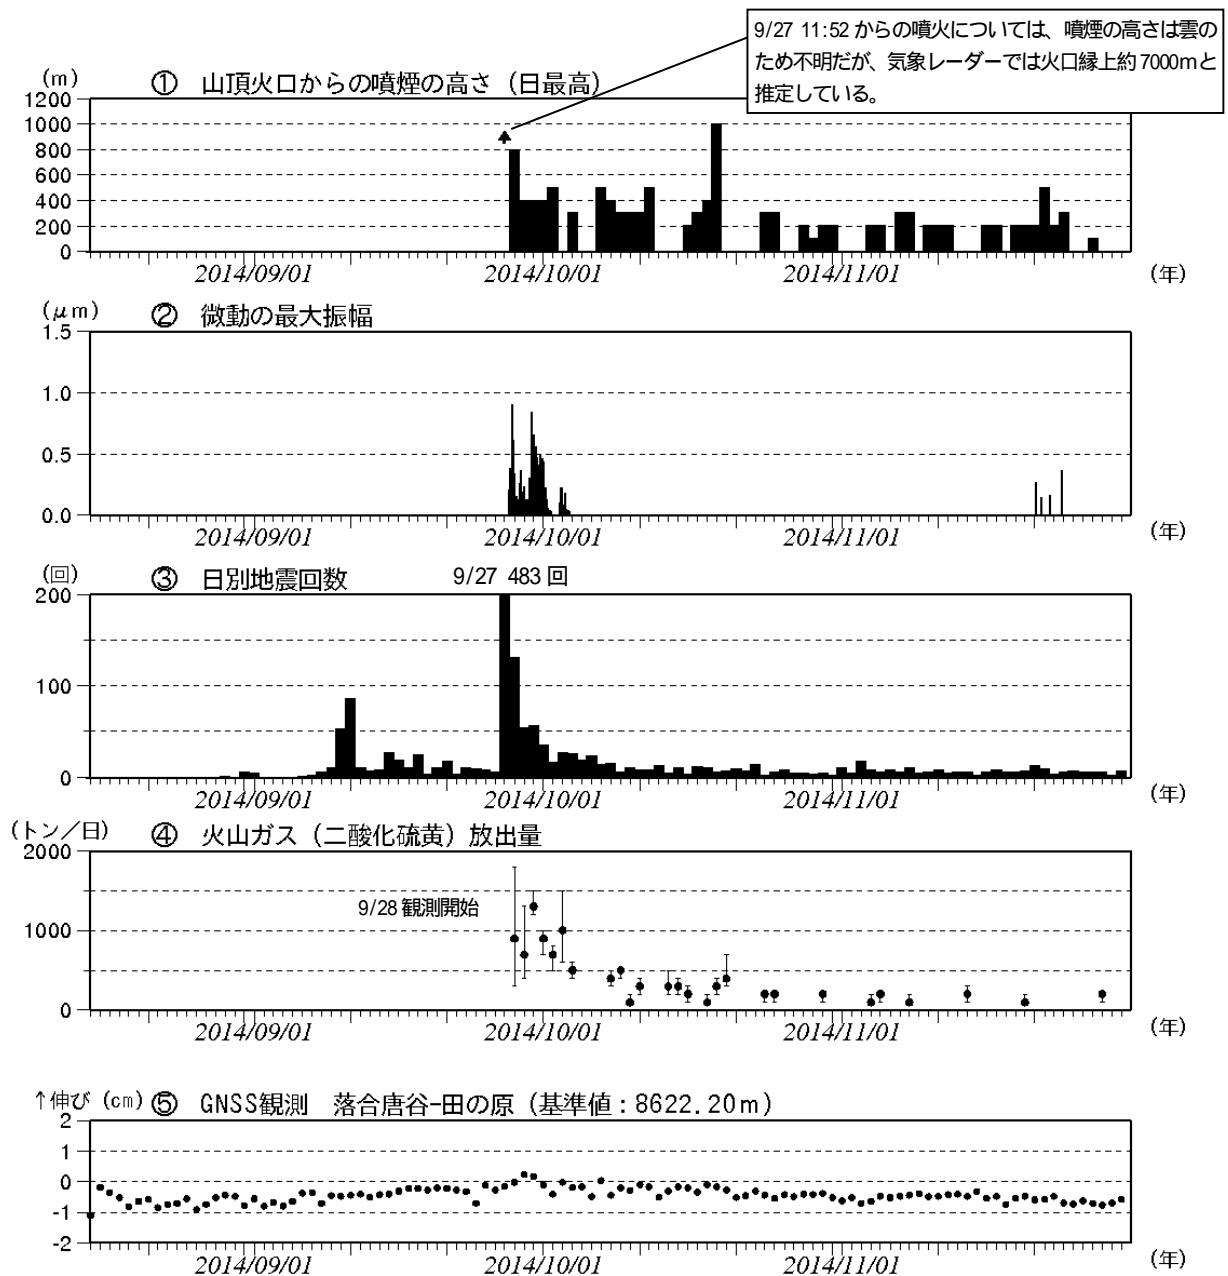 9/27 11:52 からの噴火については、噴煙の高さは雲の
ため不明だが、気象レーダーでは火口縁上約7000mと
推定している。
(m) ① 山頂火口からの噴煙の高さ（日最高）
1200
1000
800
600
400
200
0
2014/09/01 2014/10/01 2014/11/01 (年)
(μm) ② 微動の最大振幅
1.5
1.0
0.5
0.0
2014/09/01 2014/10/01 2014/11/01 (年)
(回) ③ 日別地震回数 9/27 483 回
200
100
0
2014/09/01 2014/10/01 2014/11/01 (年)
(トン／日) ④ 火山ガス（二酸化硫黄）放出量
2000
9/28 観測開始
1000
0
2014/09/01 2014/10/01 2014/11/01 (年)
↑伸び (cm) ⑤ GNSS観測 落合唐谷-田の原（基準値：8622.20m）
2
1
0
-1
-2
2014/09/01 2014/10/01 2014/11/01 (年)